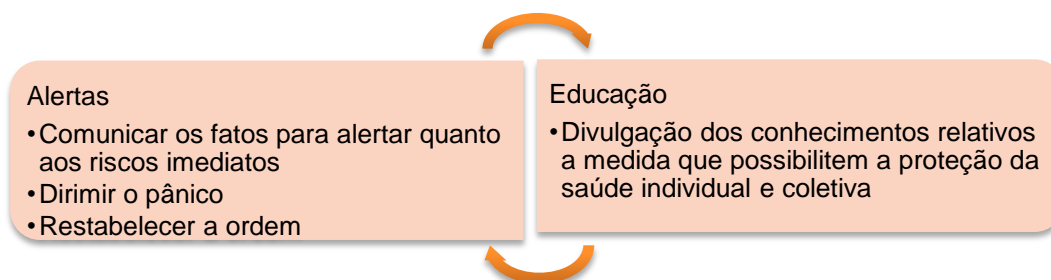 Alertas
•Comunicar os fatos para alertar quanto
aos riscos imediatos
•Dirimir o pânico
•Restabelecer a ordem
Educação
•Divulgação dos conhecimentos relativos
a medida que possibilitem a proteção da
saúde individual e coletiva